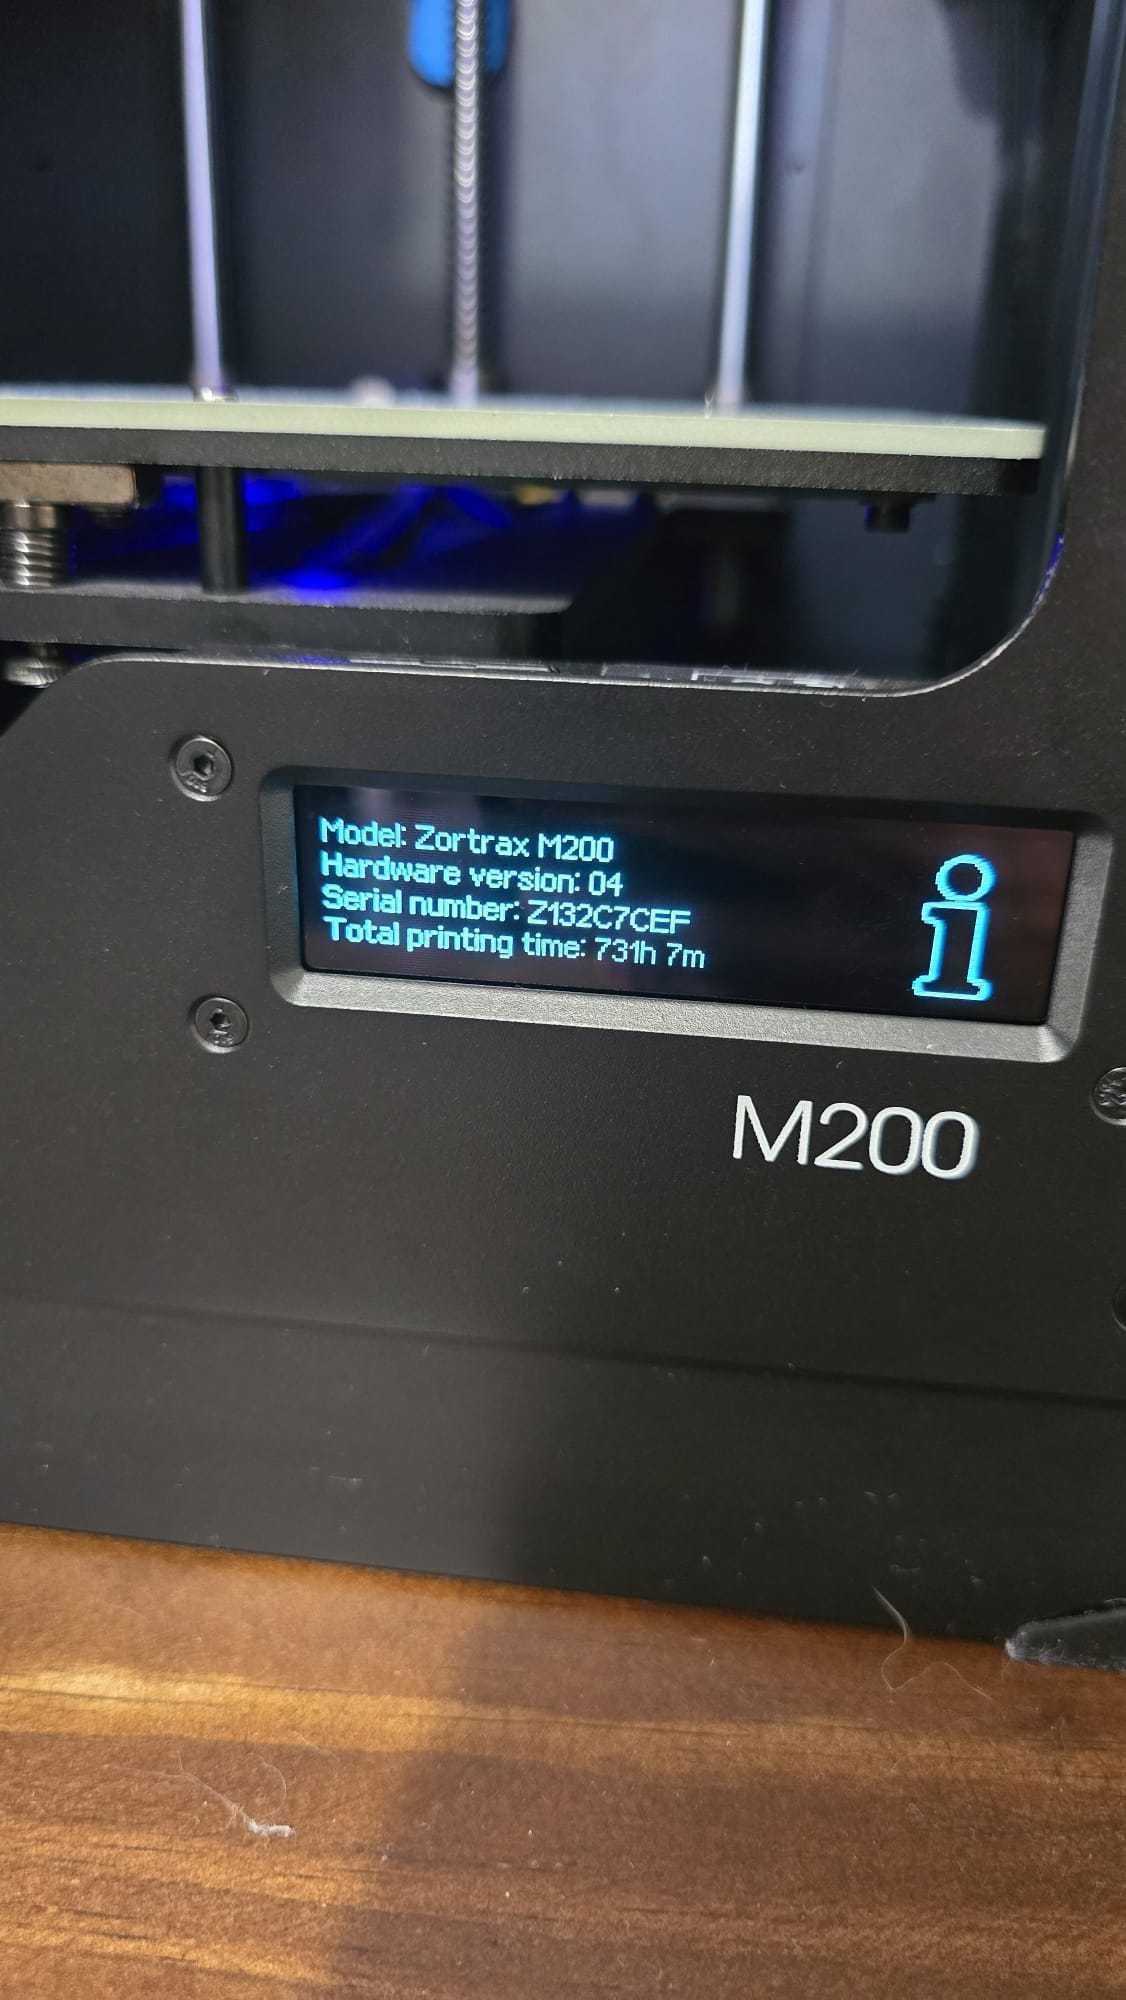 Model: Zortrax M200
Hardware version: 04
Serial number: Z132C7CEF
Total printing time: 731h 7m
M200